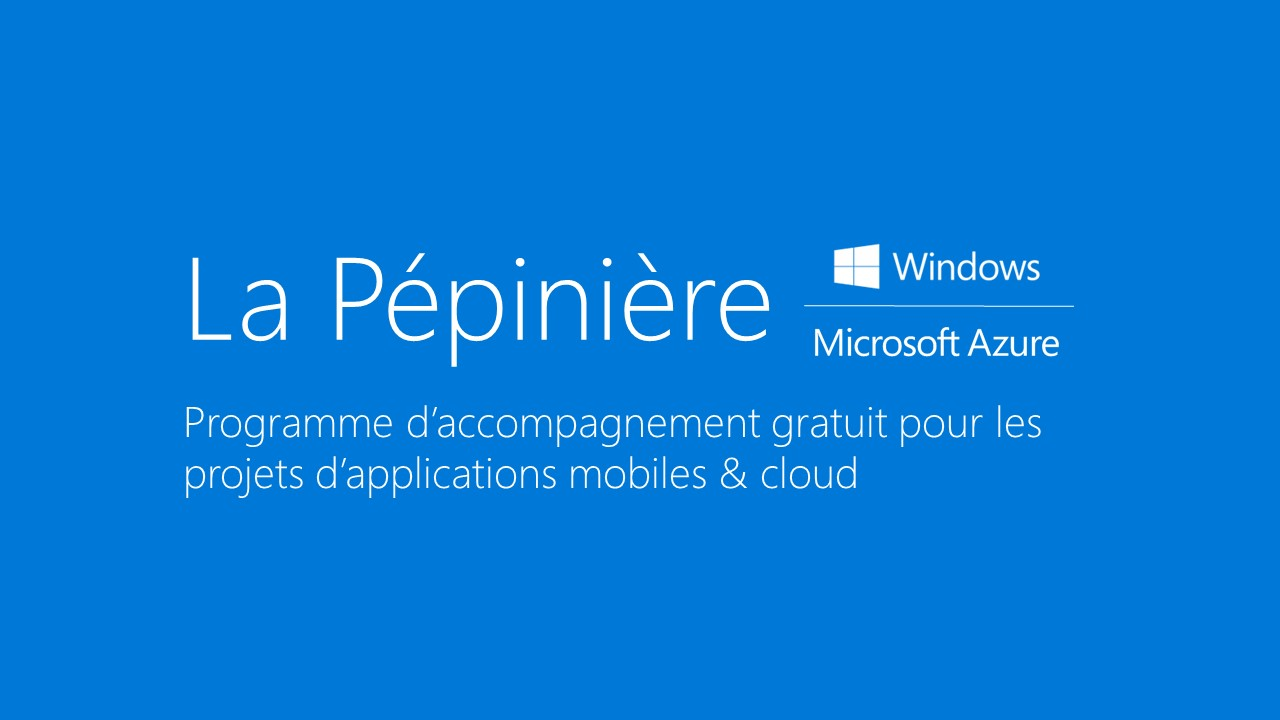 La Pépinière
Windows
Microsoft Azure
Programme d’accompagnement gratuit pour les
projets d’applications mobiles & cloud